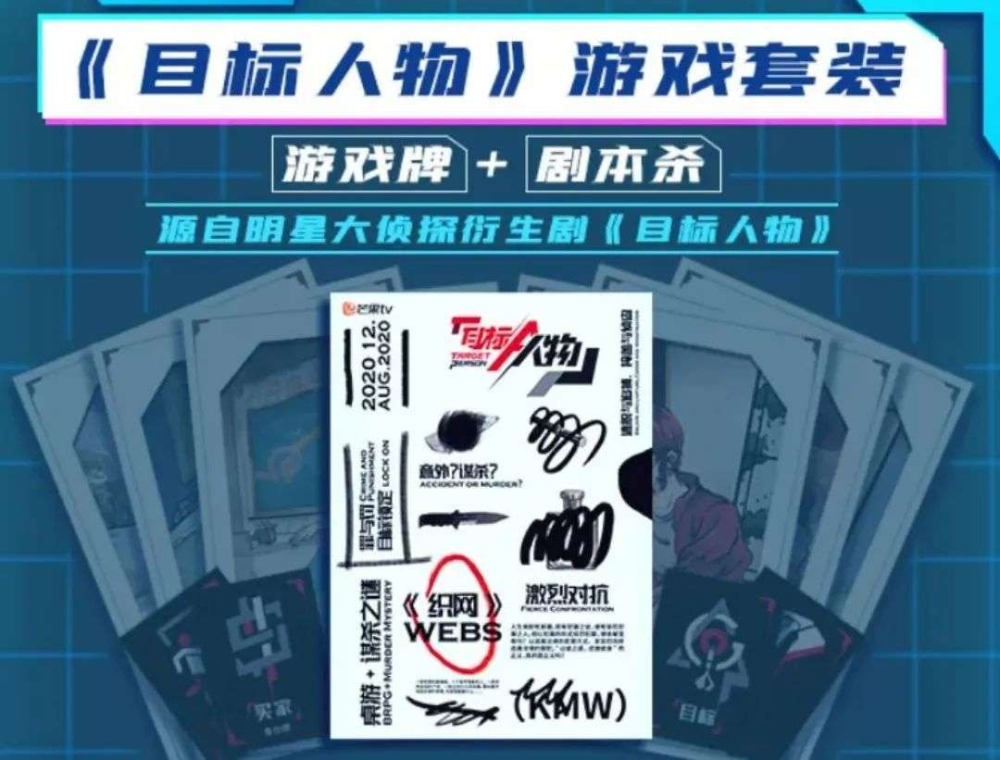 《目标人物》游戏套装
游戏牌 + 剧本杀
源自明星大侦探衍生剧《目标人物》
芒果tv
2020 12.
AUG.2020
目标人物
TARGET
PERSON
意外?谋杀?
ACCIDENT OR MURDER?
罪与罚 CRIME AND PUNISHMENT
目标锁定 LOCK ON
激烈对抗
FIERCE CONFRONTATION
《织网》
WEBS
桌游 + 谋杀之谜
BRPG+MURDER MYSTERY
(KMW)
买家
目标